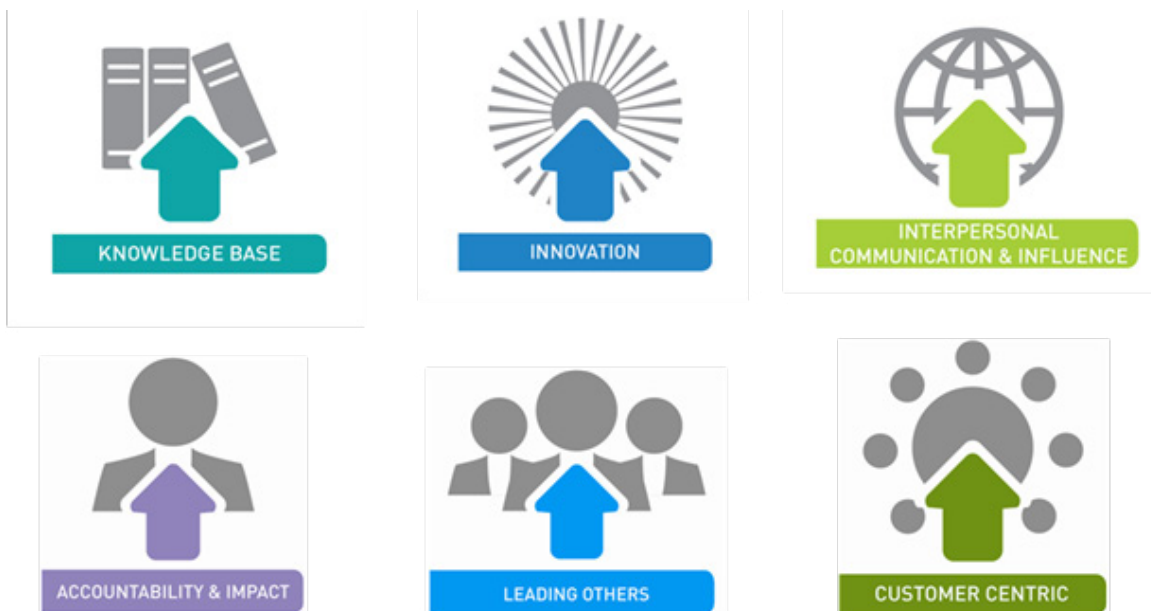 KNOWLEDGE BASE
INNOVATION
INTERPERSONAL
COMMUNICATION & INFLUENCE
ACCOUNTABILITY & IMPACT
LEADING OTHERS
CUSTOMER CENTRIC